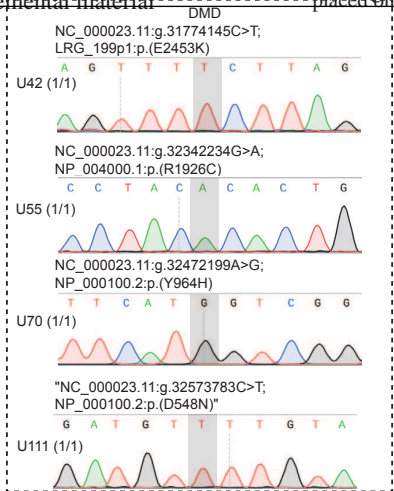 DMD
NC_000023.11:g.31774145C>T;
LRG_199p1:p.(E2453K)
A G T T T T C T T A G
U42 (1/1)
NC_000023.11:g.32342234G>A;
NP_004000.1:p.(R1926C)
C C T A C A C A C T G
U55 (1/1)
NC_000023.11:g.32472199A>G;
NP_000100.2:p.(Y964H)
T T C A T G G T C G G
U70 (1/1)
"NC_000023.11:g.32573783C>T;
NP_000100.2:p.(D548N)"
G A T G T T T T G T A
U111 (1/1)